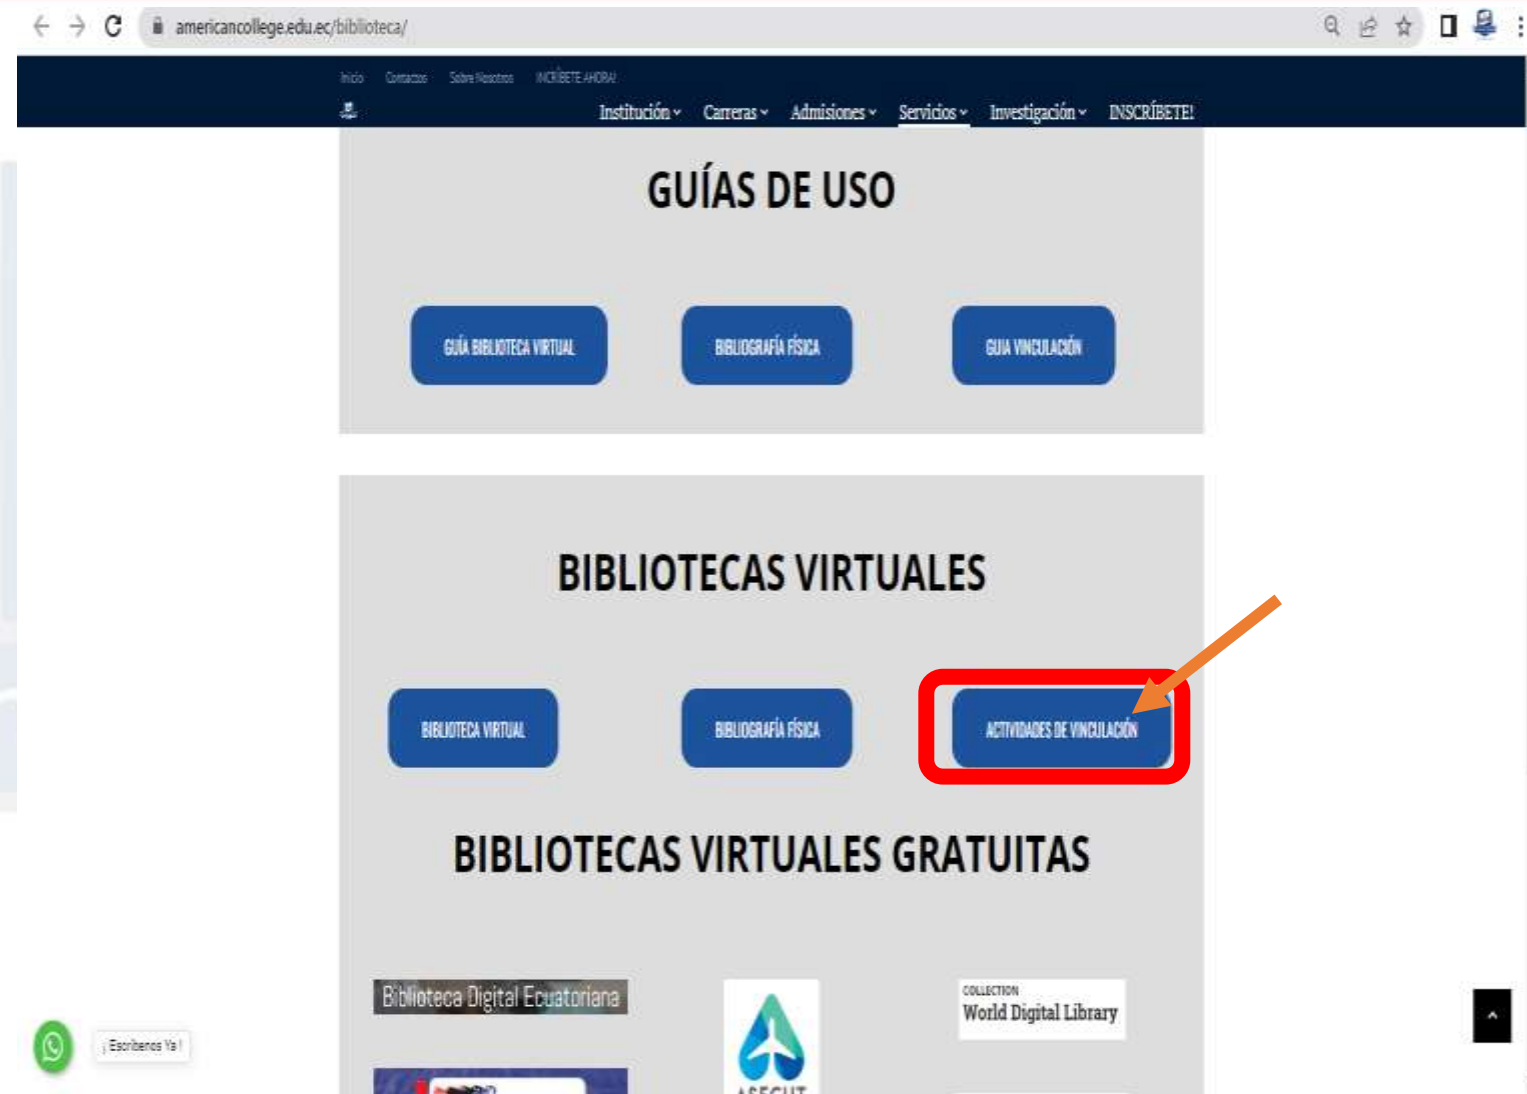 americancollege.edu.ec/biblioteca/
Inicio Contactos Sobre Nosotros INCRÍBETE AHORA!
Institución Carreras Admisiones Servicios Investigación INSCRÍBETE!
GUÍAS DE USO
GUÍA BIBLIOTECA VIRTUAL BIBLIOGRAFÍA FÍSICA GUIA VINCULACIÓN
BIBLIOTECAS VIRTUALES
BIBLIOTECA VIRTUAL BIBLIOGRAFÍA FÍSICA ACTIVIDADES DE VINCULACIÓN
BIBLIOTECAS VIRTUALES GRATUITAS
Biblioteca Digital Ecuatoriana
COLLECTION
World Digital Library
¡ Escribenos Ya !